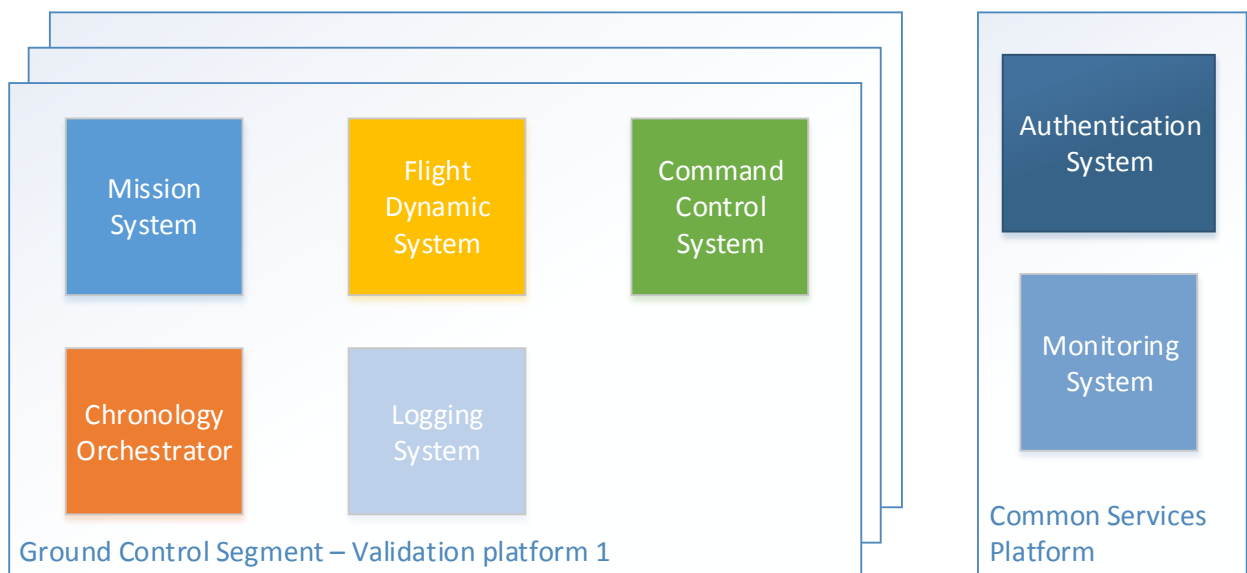 Mission
System
Flight
Dynamic
System
Command
Control
System
Chronology
Orchestrator
Logging
System
Ground Control Segment – Validation platform 1
Authentication
System
Monitoring
System
Common Services
Platform